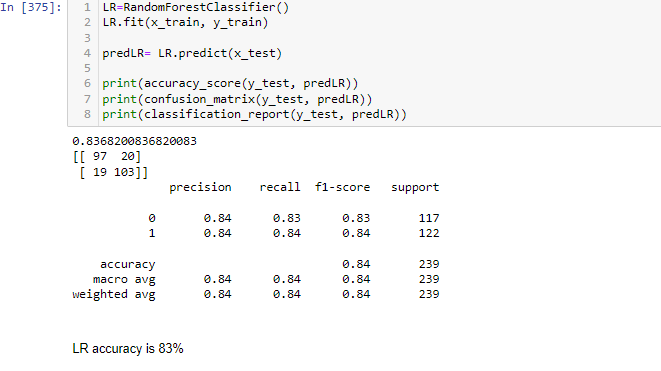 In [375]:
1 LR=RandomForestClassifier()
2 LR.fit(x_train, y_train)
3
4 predLR= LR.predict(x_test)
5
6 print(accuracy_score(y_test, predLR))
7 print(confusion_matrix(y_test, predLR))
8 print(classification_report(y_test, predLR))
0.8368200836820083
[[ 97  20]
 [ 19 103]]
precision recall f1-score support
0 0.84 0.83 0.83 117
1 0.84 0.84 0.84 122
accuracy 0.84 239
macro avg 0.84 0.84 0.84 239
weighted avg 0.84 0.84 0.84 239
LR accuracy is 83%